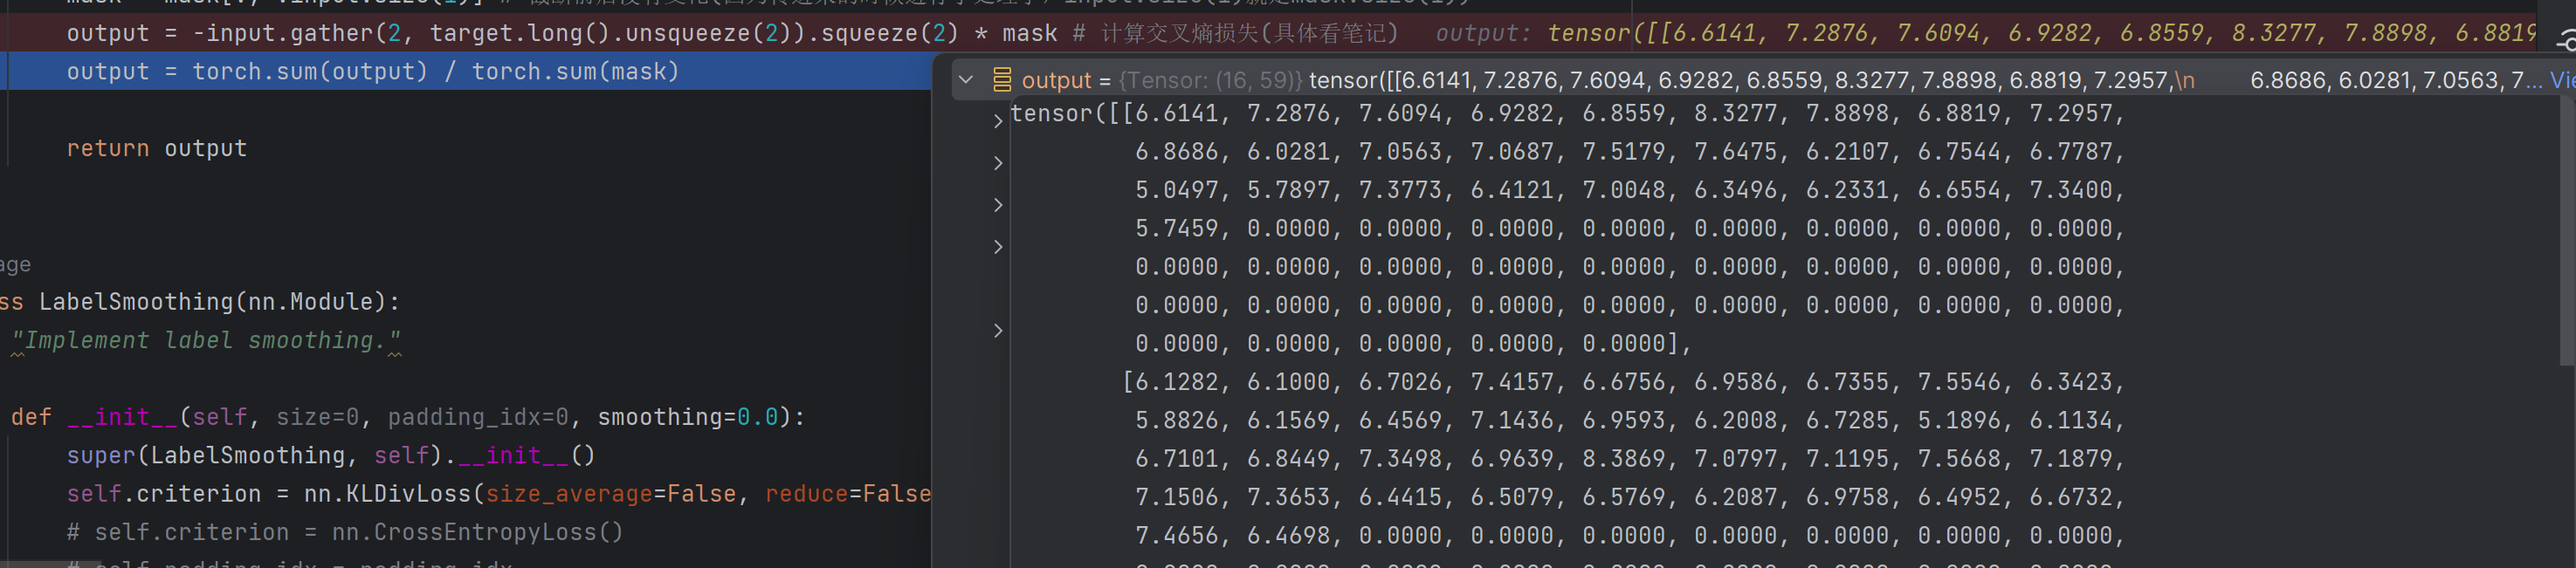 output = -input.gather(2, target.long().unsqueeze(2)).squeeze(2) * mask # 计算交叉熵损失(具体看笔记)   output: tensor([[6.6141, 7.2876, 7.6094, 6.9282, 6.8559, 8.3277, 7.8898, 6.8819
output = torch.sum(output) / torch.sum(mask)
output = {Tensor: (16, 59)} tensor([[6.6141, 7.2876, 7.6094, 6.9282, 6.8559, 8.3277, 7.8898, 6.8819, 7.2957,\n        6.8686, 6.0281, 7.0563, 7... Vie
tensor([[6.6141, 7.2876, 7.6094, 6.9282, 6.8559, 8.3277, 7.8898, 6.8819, 7.2957,
6.8686, 6.0281, 7.0563, 7.0687, 7.5179, 7.6475, 6.2107, 6.7544, 6.7787,
5.0497, 5.7897, 7.3773, 6.4121, 7.0048, 6.3496, 6.2331, 6.6554, 7.3400,
5.7459, 0.0000, 0.0000, 0.0000, 0.0000, 0.0000, 0.0000, 0.0000, 0.0000,
0.0000, 0.0000, 0.0000, 0.0000, 0.0000, 0.0000, 0.0000, 0.0000, 0.0000,
0.0000, 0.0000, 0.0000, 0.0000, 0.0000, 0.0000, 0.0000, 0.0000, 0.0000,
0.0000, 0.0000, 0.0000, 0.0000, 0.0000],
[6.1282, 6.1000, 6.7026, 7.4157, 6.6756, 6.9586, 6.7355, 7.5546, 6.3423,
5.8826, 6.1569, 6.4569, 7.1436, 6.9593, 6.2008, 6.7285, 5.1896, 6.1134,
6.7101, 6.8449, 7.3498, 6.9639, 8.3869, 7.0797, 7.1195, 7.5668, 7.1879,
7.1506, 7.3653, 6.4415, 6.5079, 6.5769, 6.2087, 6.9758, 6.4952, 6.6732,
7.4656, 6.4698, 0.0000, 0.0000, 0.0000, 0.0000, 0.0000, 0.0000, 0.0000,
return output
age
ss LabelSmoothing(nn.Module):
"Implement label smoothing."
def __init__(self, size=0, padding_idx=0, smoothing=0.0):
super(LabelSmoothing, self).__init__()
self.criterion = nn.KLDivLoss(size_average=False, reduce=False
# self.criterion = nn.CrossEntropyLoss()